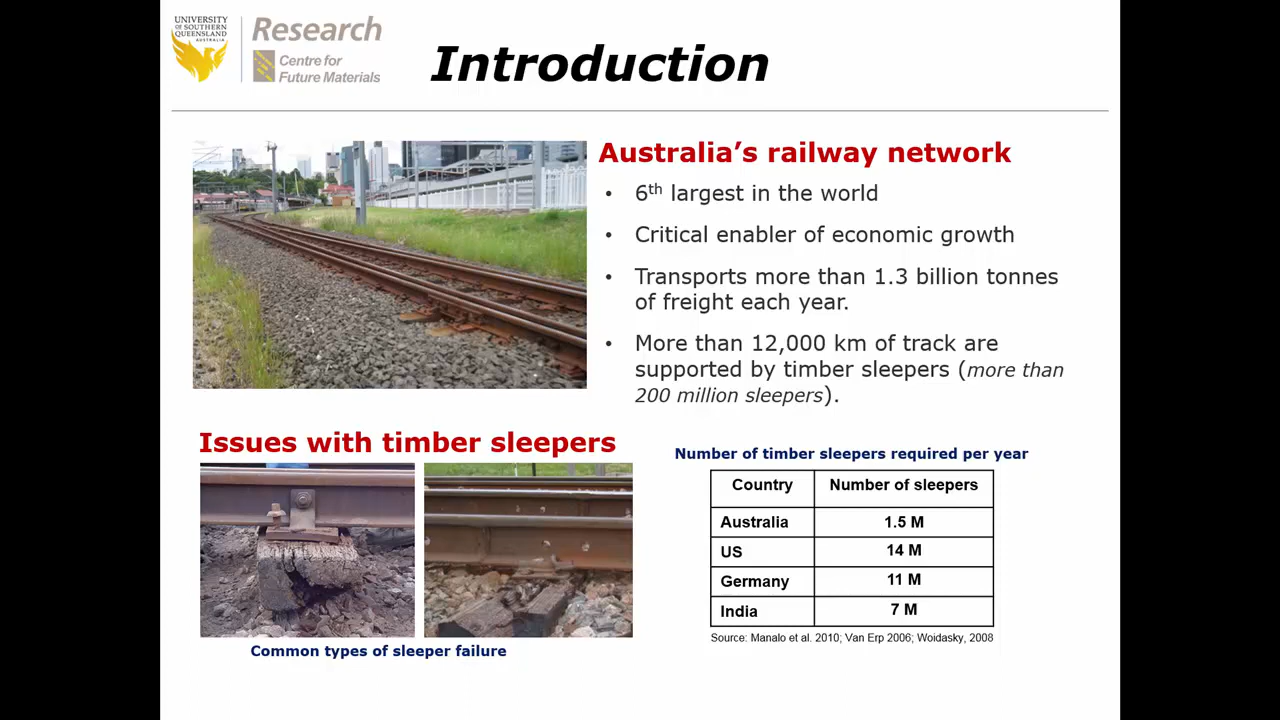 UNIVERSITY
OF SOUTHERN
QUEENSLAND
AUSTRALIA
Research
Centre for
Future Materials
Introduction
Australia’s railway network
• 6th largest in the world
• Critical enabler of economic growth
• Transports more than 1.3 billion tonnes
of freight each year.
• More than 12,000 km of track are
supported by timber sleepers (more than
200 million sleepers).
Issues with timber sleepers
Common types of sleeper failure
Number of timber sleepers required per year
Country Number of sleepers
Australia 1.5 M
US 14 M
Germany 11 M
India 7 M
Source: Manalo et al. 2010; Van Erp 2006; Woidasky, 2008